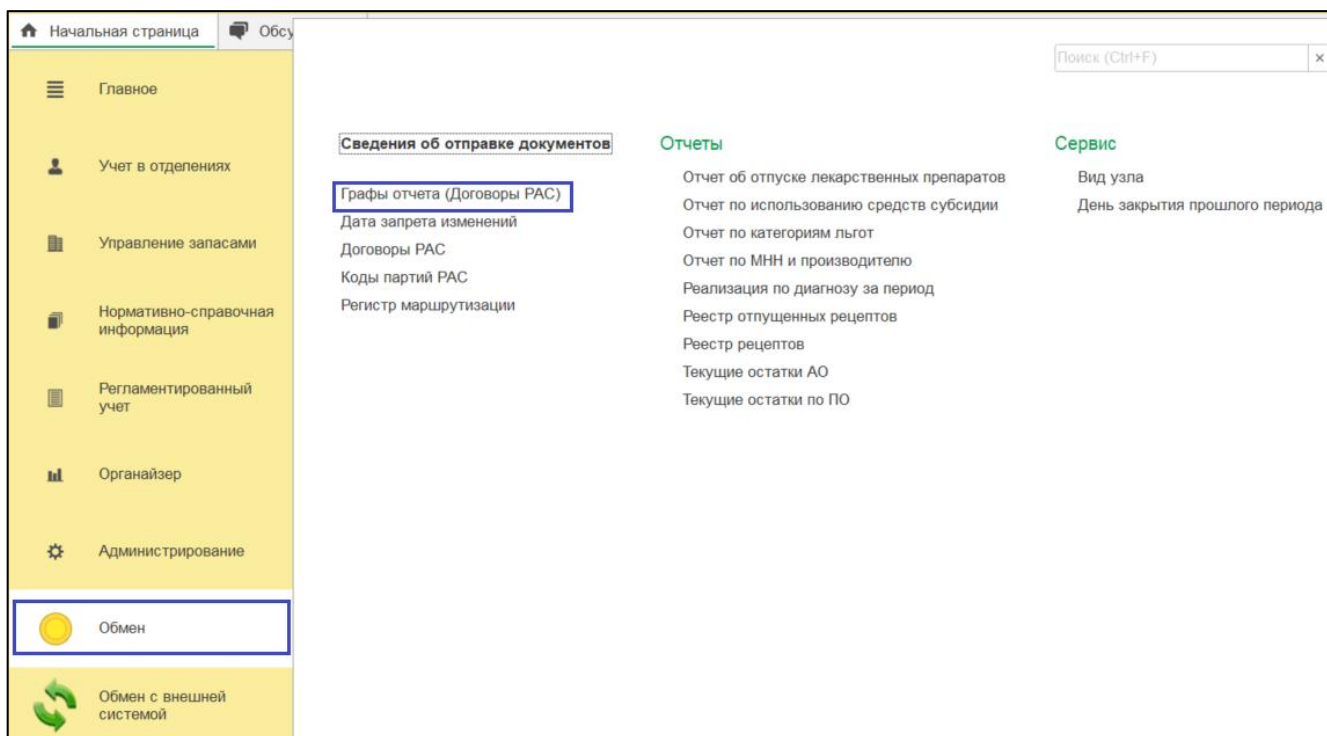 Начальная страница
Обсу
Поиск (Ctrl+F)
×
Главное
Учет в отделениях
Управление запасами
Нормативно-справочная
информация
Регламентированный
учет
Органайзер
Администрирование
Обмен
Обмен с внешней
системой
Сведения об отправке документов
Графы отчета (Договоры РАС)
Дата запрета изменений
Договоры РАС
Коды партий РАС
Регистр маршрутизации
Отчеты
Отчет об отпуске лекарственных препаратов
Отчет по использованию средств субсидии
Отчет по категориям льгот
Отчет по МНН и производителю
Реализация по диагнозу за период
Реестр отпущенных рецептов
Реестр рецептов
Текущие остатки АО
Текущие остатки по ПО
Сервис
Вид узла
День закрытия прошлого периода